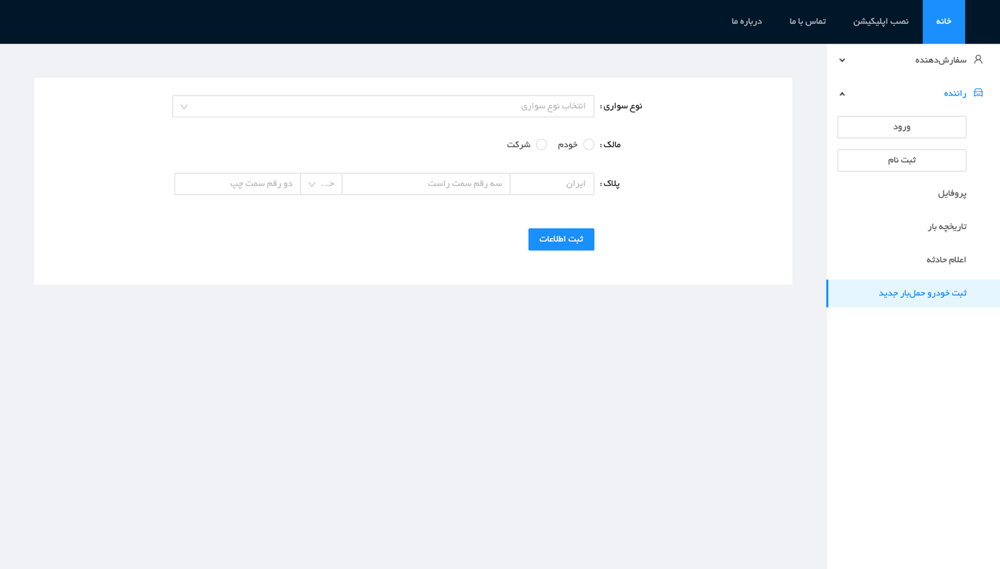 خانه
نصب اپلیکیشن
تماس با ما
درباره ما
سفارش‌دهنده
راننده
ورود
ثبت نام
پروفایل
تاریخچه بار
اعلام حادثه
ثبت خودرو حمل‌بار جدید
نوع سواری : انتخاب نوع سواری
مالک : خودم شرکت
پلاک : ایران سه رقم سمت راست حـ... دو رقم سمت چپ
ثبت اطلاعات